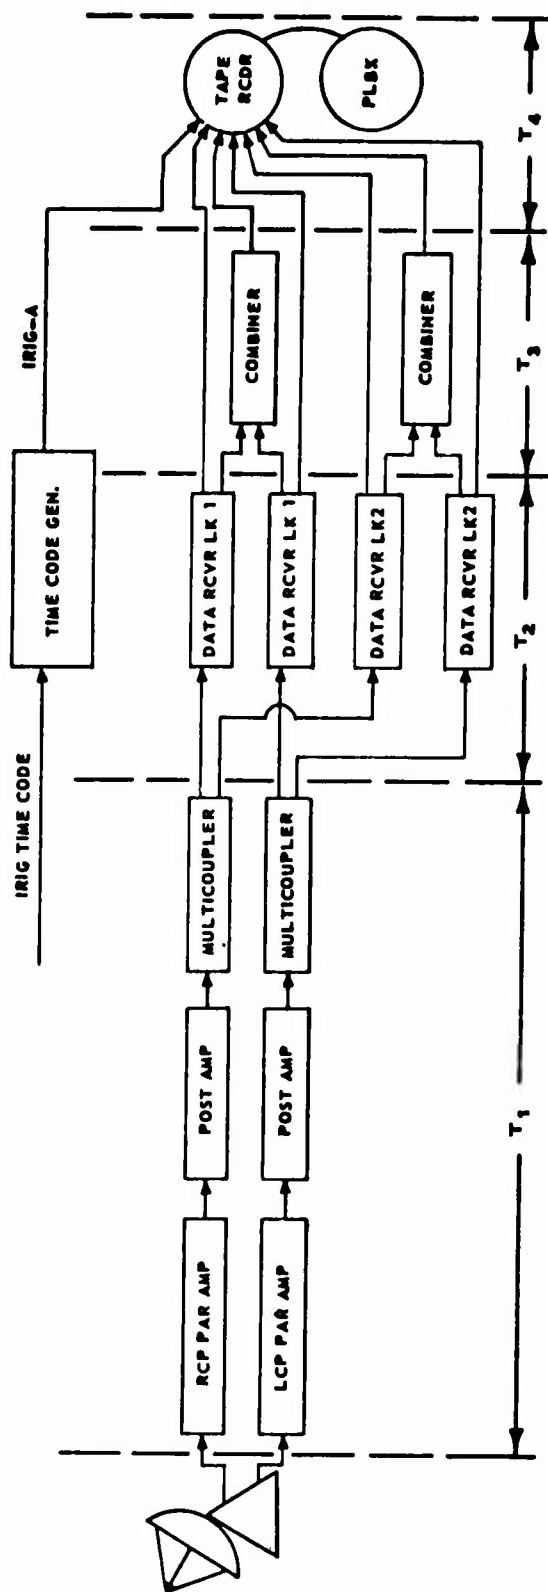 IRIG TIME CODE
TIME CODE GEN.
IRIG-A
RCP PAR AMP
POST AMP
MULTICOUPLER
DATA RCVR LK 1
COMBINER
TAPE
RCDR
LCP PAR AMP
POST AMP
MULTICOUPLER
DATA RCVR LK 1
PLBK
DATA RCVR LK2
COMBINER
DATA RCVR LK2
T1
T2
T3
T4